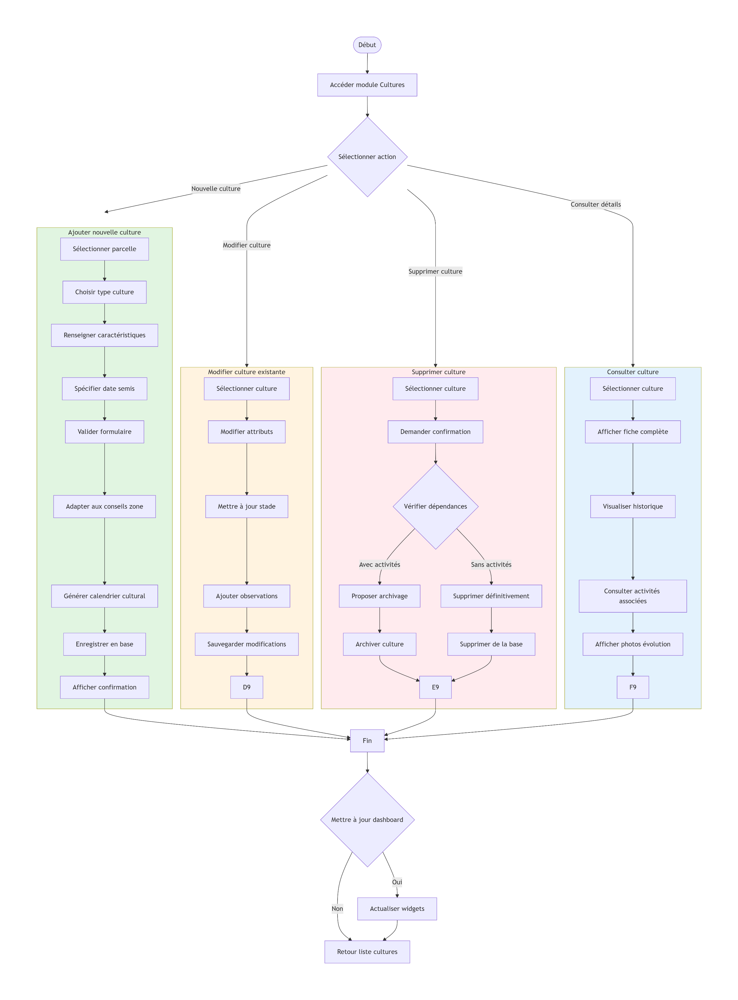 Début
Accéder module Cultures
Sélectionner action
Nouvelle culture
Modifier culture
Supprimer culture
Consulter détails
Ajouter nouvelle culture
Sélectionner parcelle
Choisir type culture
Renseigner caractéristiques
Spécifier date semis
Valider formulaire
Adapter aux conseils zone
Générer calendrier cultural
Enregistrer en base
Afficher confirmation
Modifier culture existante
Sélectionner culture
Modifier attributs
Mettre à jour stade
Ajouter observations
Sauvegarder modifications
D9
Supprimer culture
Sélectionner culture
Demander confirmation
Vérifier dépendances
Avec activités
Sans activités
Proposer archivage
Supprimer définitivement
Archiver culture
Supprimer de la base
E9
Consulter culture
Sélectionner culture
Afficher fiche complète
Visualiser historique
Consulter activités
associées
Afficher photos évolution
F9
Fin
Mettre à jour dashboard
Oui
Non
Actualiser widgets
Retour liste cultures